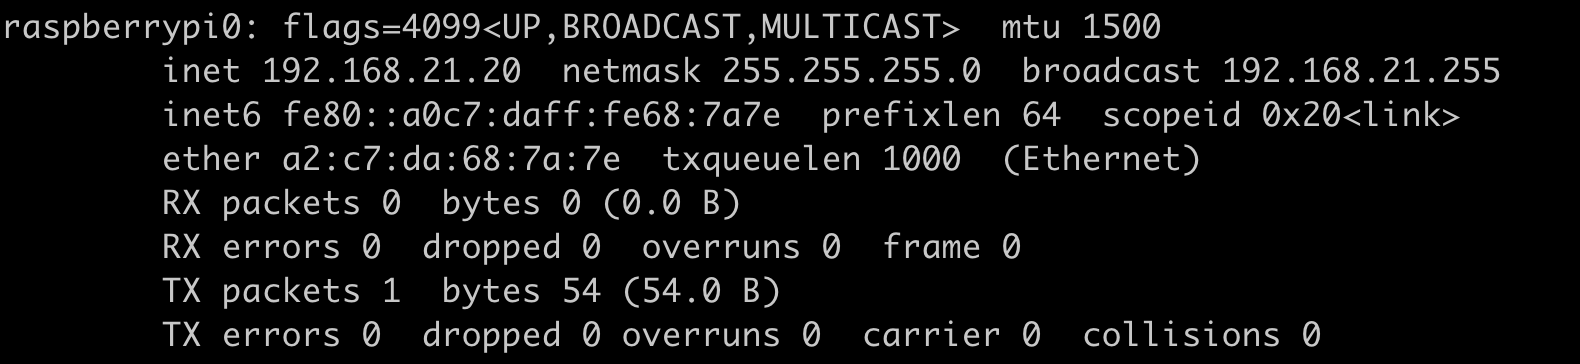 raspberrypi0: flags=4099<UP,BROADCAST,MULTICAST>  mtu 1500
        inet 192.168.21.20  netmask 255.255.255.0  broadcast 192.168.21.255
        inet6 fe80::a0c7:daff:fe68:7a7e  prefixlen 64  scopeid 0x20<link>
        ether a2:c7:da:68:7a:7e  txqueuelen 1000  (Ethernet)
        RX packets 0  bytes 0 (0.0 B)
        RX errors 0  dropped 0  overruns 0  frame 0
        TX packets 1  bytes 54 (54.0 B)
        TX errors 0  dropped 0 overruns 0  carrier 0  collisions 0